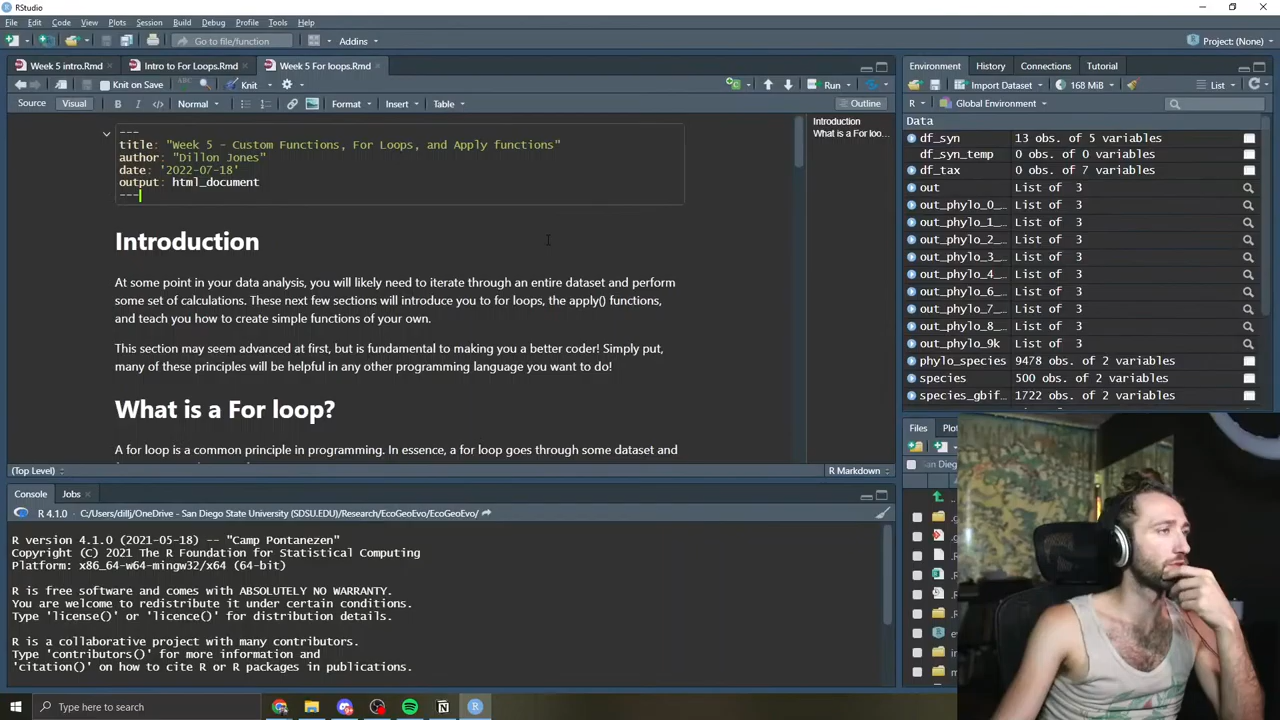 RStudio
File Edit Code View Plots Session Build Debug Profile Tools Help
Go to file/function Addins Project: (None)
Week 5 intro.Rmd Intro to For Loops.Rmd Week 5 For loops.Rmd
Knit on Save Knit Run
Source Visual B I </> Normal Format Insert Table Outline
---
title: "Week 5 - Custom Functions, For Loops, and Apply functions"
author: "Dillon Jones"
date: '2022-07-18'
output: html_document
---
Introduction
At some point in your data analysis, you will likely need to iterate through an entire dataset and perform
some set of calculations. These next few sections will introduce you to for loops, the apply() functions,
and teach you how to create simple functions of your own.
This section may seem advanced at first, but is fundamental to making you a better coder! Simply put,
many of these principles will be helpful in any other programming language you want to do!
What is a For loop?
A for loop is a common principle in programming. In essence, a for loop goes through some dataset and
Introduction
What is a For loo...
(Top Level) R Markdown
Console Jobs
R 4.1.0 C:/Users/dillj/OneDrive - San Diego State University (SDSU.EDU)/Research/EcoGeoEvo/EcoGeoEvo/
R version 4.1.0 (2021-05-18) -- "Camp Pontanezen"
Copyright (C) 2021 The R Foundation for Statistical Computing
Platform: x86_64-w64-mingw32/x64 (64-bit)
R is free software and comes with ABSOLUTELY NO WARRANTY.
You are welcome to redistribute it under certain conditions.
Type 'license()' or 'licence()' for distribution details.
R is a collaborative project with many contributors.
Type 'contributors()' for more information and
'citation()' on how to cite R or R packages in publications.
Environment History Connections Tutorial
Import Dataset 168 MiB List
R Global Environment
Data
df_syn 13 obs. of 5 variables
df_syn_temp 0 obs. of 0 variables
df_tax 0 obs. of 7 variables
out List of 3
out_phylo_0_... List of 3
out_phylo_1_... List of 3
out_phylo_2_... List of 3
out_phylo_3_... List of 3
out_phylo_4_... List of 3
out_phylo_6_... List of 3
out_phylo_7_... List of 3
out_phylo_8_... List of 3
out_phylo_9k List of 3
phylo_species 9478 obs. of 2 variables
species 500 obs. of 2 variables
species_gbif... 1722 obs. of 2 variables
Files Plot
San Diego
Type here to search